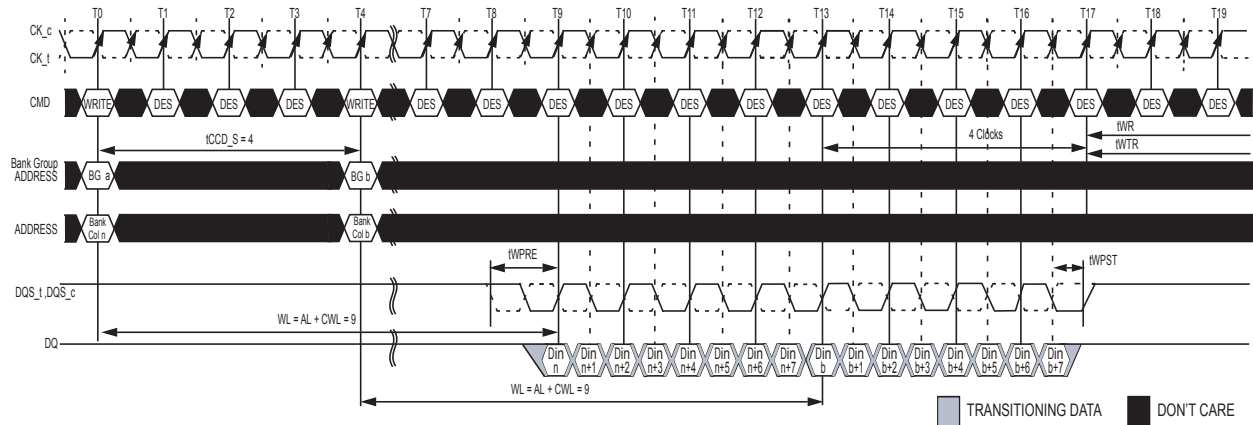 T0 T1 T2 T3 T4 T7 T8 T9 T10 T11 T12 T13 T14 T15 T16 T17 T18 T19
CK_c
CK_t
CMD WRITE DES DES DES WRITE DES DES DES DES DES DES DES DES DES DES DES DES DES
tCCD_S = 4 4 Clocks tWR
tWTR
Bank Group
ADDRESS BG a BG b
ADDRESS Bank Col n Bank Col b
tWPRE tWPST
DQS_t ,DQS_c
WL = AL + CWL = 9
DQ Din n Din n+1 Din n+2 Din n+3 Din n+4 Din n+5 Din n+6 Din n+7 Din b Din b+1 Din b+2 Din b+3 Din b+4 Din b+5 Din b+6 Din b+7
WL = AL + CWL = 9
TRANSITIONING DATA DON'T CARE